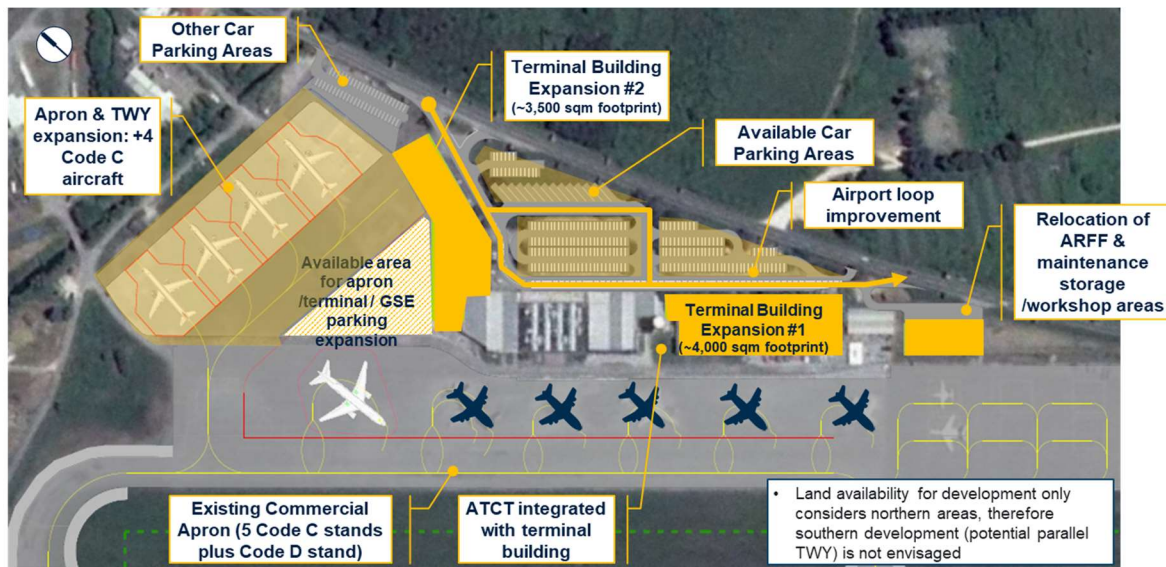 Other Car
Parking Areas
Terminal Building
Expansion #2
(~3,500 sqm footprint)
Apron & TWY
expansion: +4
Code C
aircraft
Available Car
Parking Areas
Airport loop
improvement
Relocation of
ARFF &
maintenance
storage
/workshop areas
Available area
for apron
/terminal / GSE
parking
expansion
Terminal Building
Expansion #1
(~4,000 sqm footprint)
Existing Commercial
Apron (5 Code C stands
plus Code D stand)
ATCT integrated
with terminal
building
• Land availability for development only
considers northern areas, therefore
southern development (potential parallel
TWY) is not envisaged